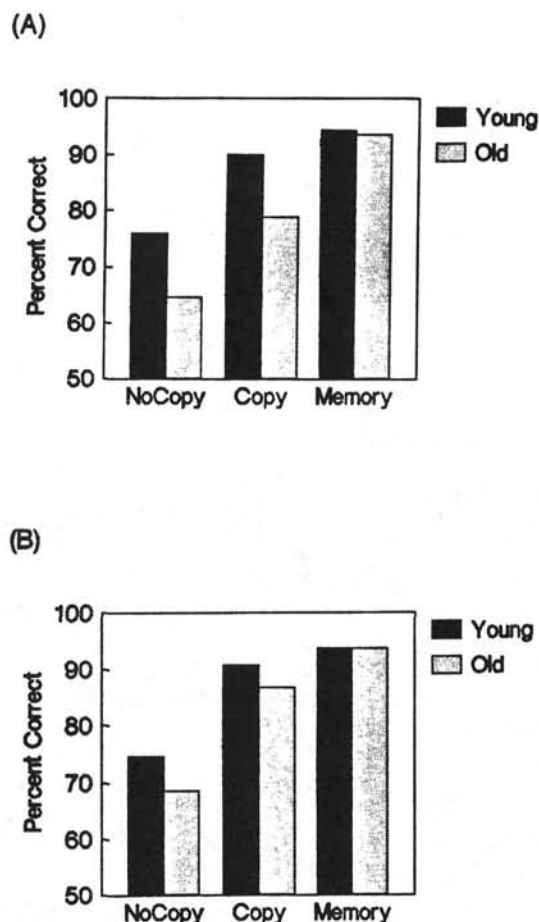 (A)
100
90
80
70
60
50
Percent Correct
NoCopy Copy Memory
Young
Old
(B)
100
90
80
70
60
50
Percent Correct
NoCopy Copy Memory
Young
Old